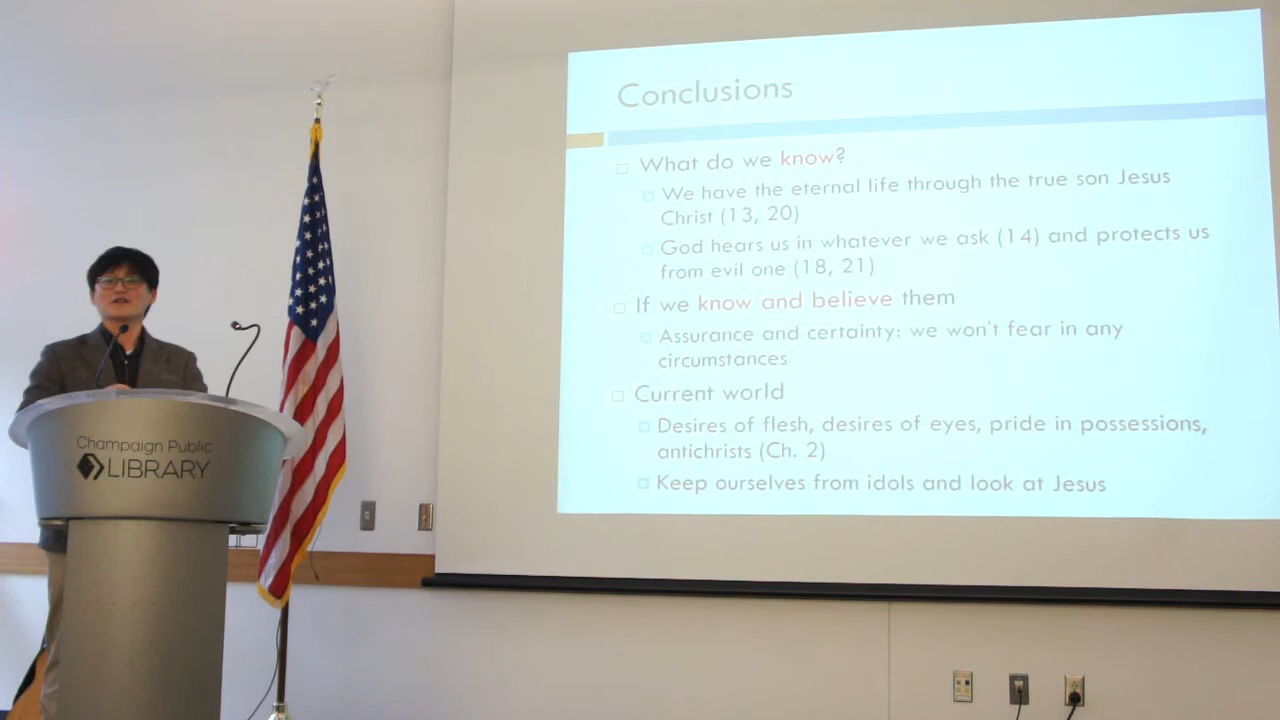 Conclusions
What do we know?
We have the eternal life through the true son Jesus
Christ (13, 20)
God hears us in whatever we ask (14) and protects us
from evil one (18, 21)
If we know and believe them
Assurance and certainty: we won't fear in any
circumstances
Current world
Desires of flesh, desires of eyes, pride in possessions,
antichrists (Ch. 2)
Keep ourselves from idols and look at Jesus
Champaign Public
LIBRARY